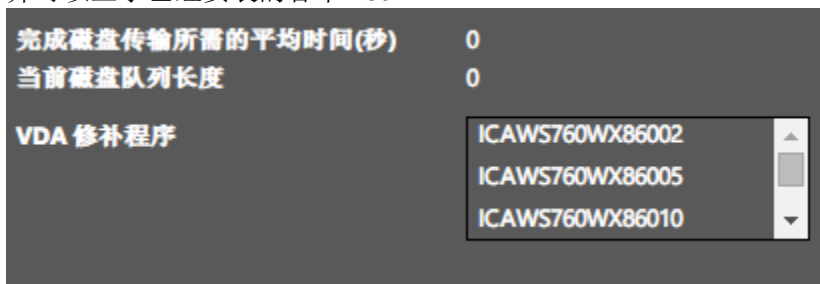 完成磁盘传输所需的平均时间(秒) 0
当前磁盘队列长度 0
VDA 修补程序 ICAWS760WX86002
ICAWS760WX86005
ICAWS760WX86010